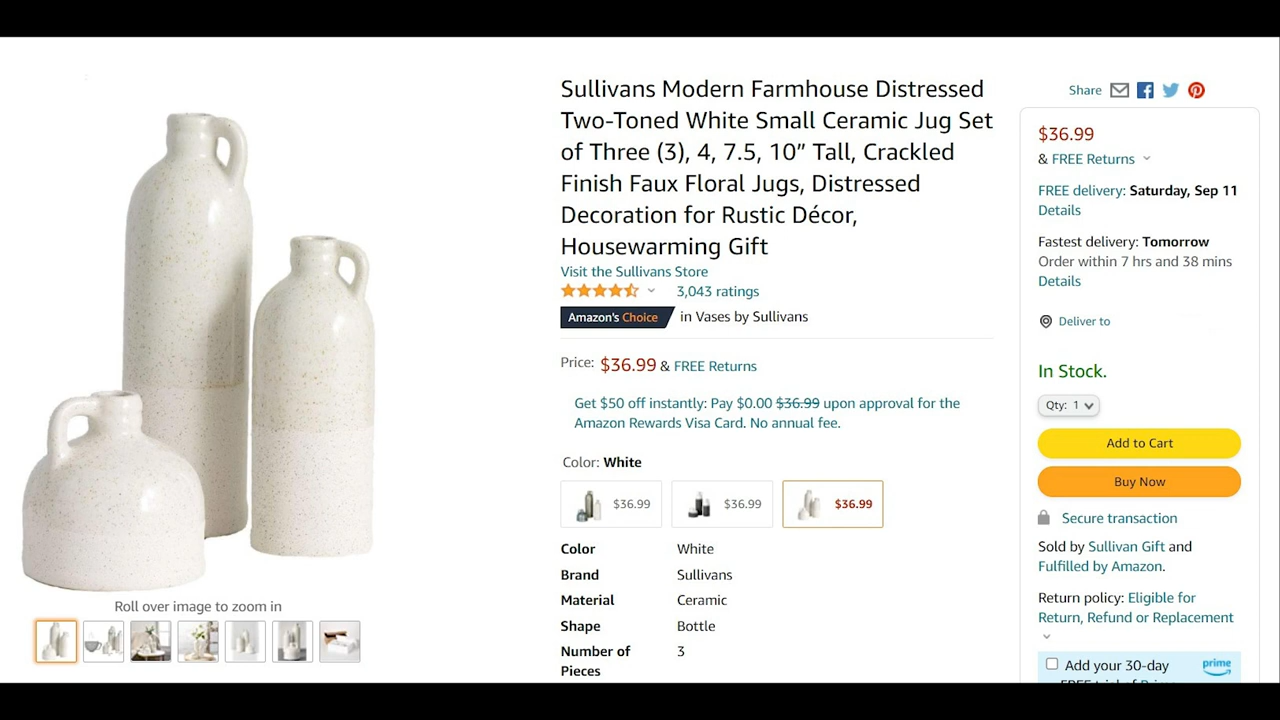 Sullivans Modern Farmhouse Distressed
Two-Toned White Small Ceramic Jug Set
of Three (3), 4, 7.5, 10” Tall, Crackled
Finish Faux Floral Jugs, Distressed
Decoration for Rustic Décor,
Housewarming Gift
Visit the Sullivans Store
3,043 ratings
Amazon's Choice in Vases by Sullivans
Price: $36.99 & FREE Returns
Get $50 off instantly: Pay $0.00 $36.99 upon approval for the
Amazon Rewards Visa Card. No annual fee.
Color: White
$36.99 $36.99 $36.99
Color White
Brand Sullivans
Material Ceramic
Shape Bottle
Number of 3
Pieces
Roll over image to zoom in
Share
$36.99
& FREE Returns
FREE delivery: Saturday, Sep 11
Details
Fastest delivery: Tomorrow
Order within 7 hrs and 38 mins
Details
Deliver to
In Stock.
Qty: 1
Add to Cart
Buy Now
Secure transaction
Sold by Sullivan Gift and
Fulfilled by Amazon.
Return policy: Eligible for
Return, Refund or Replacement
Add your 30-day prime